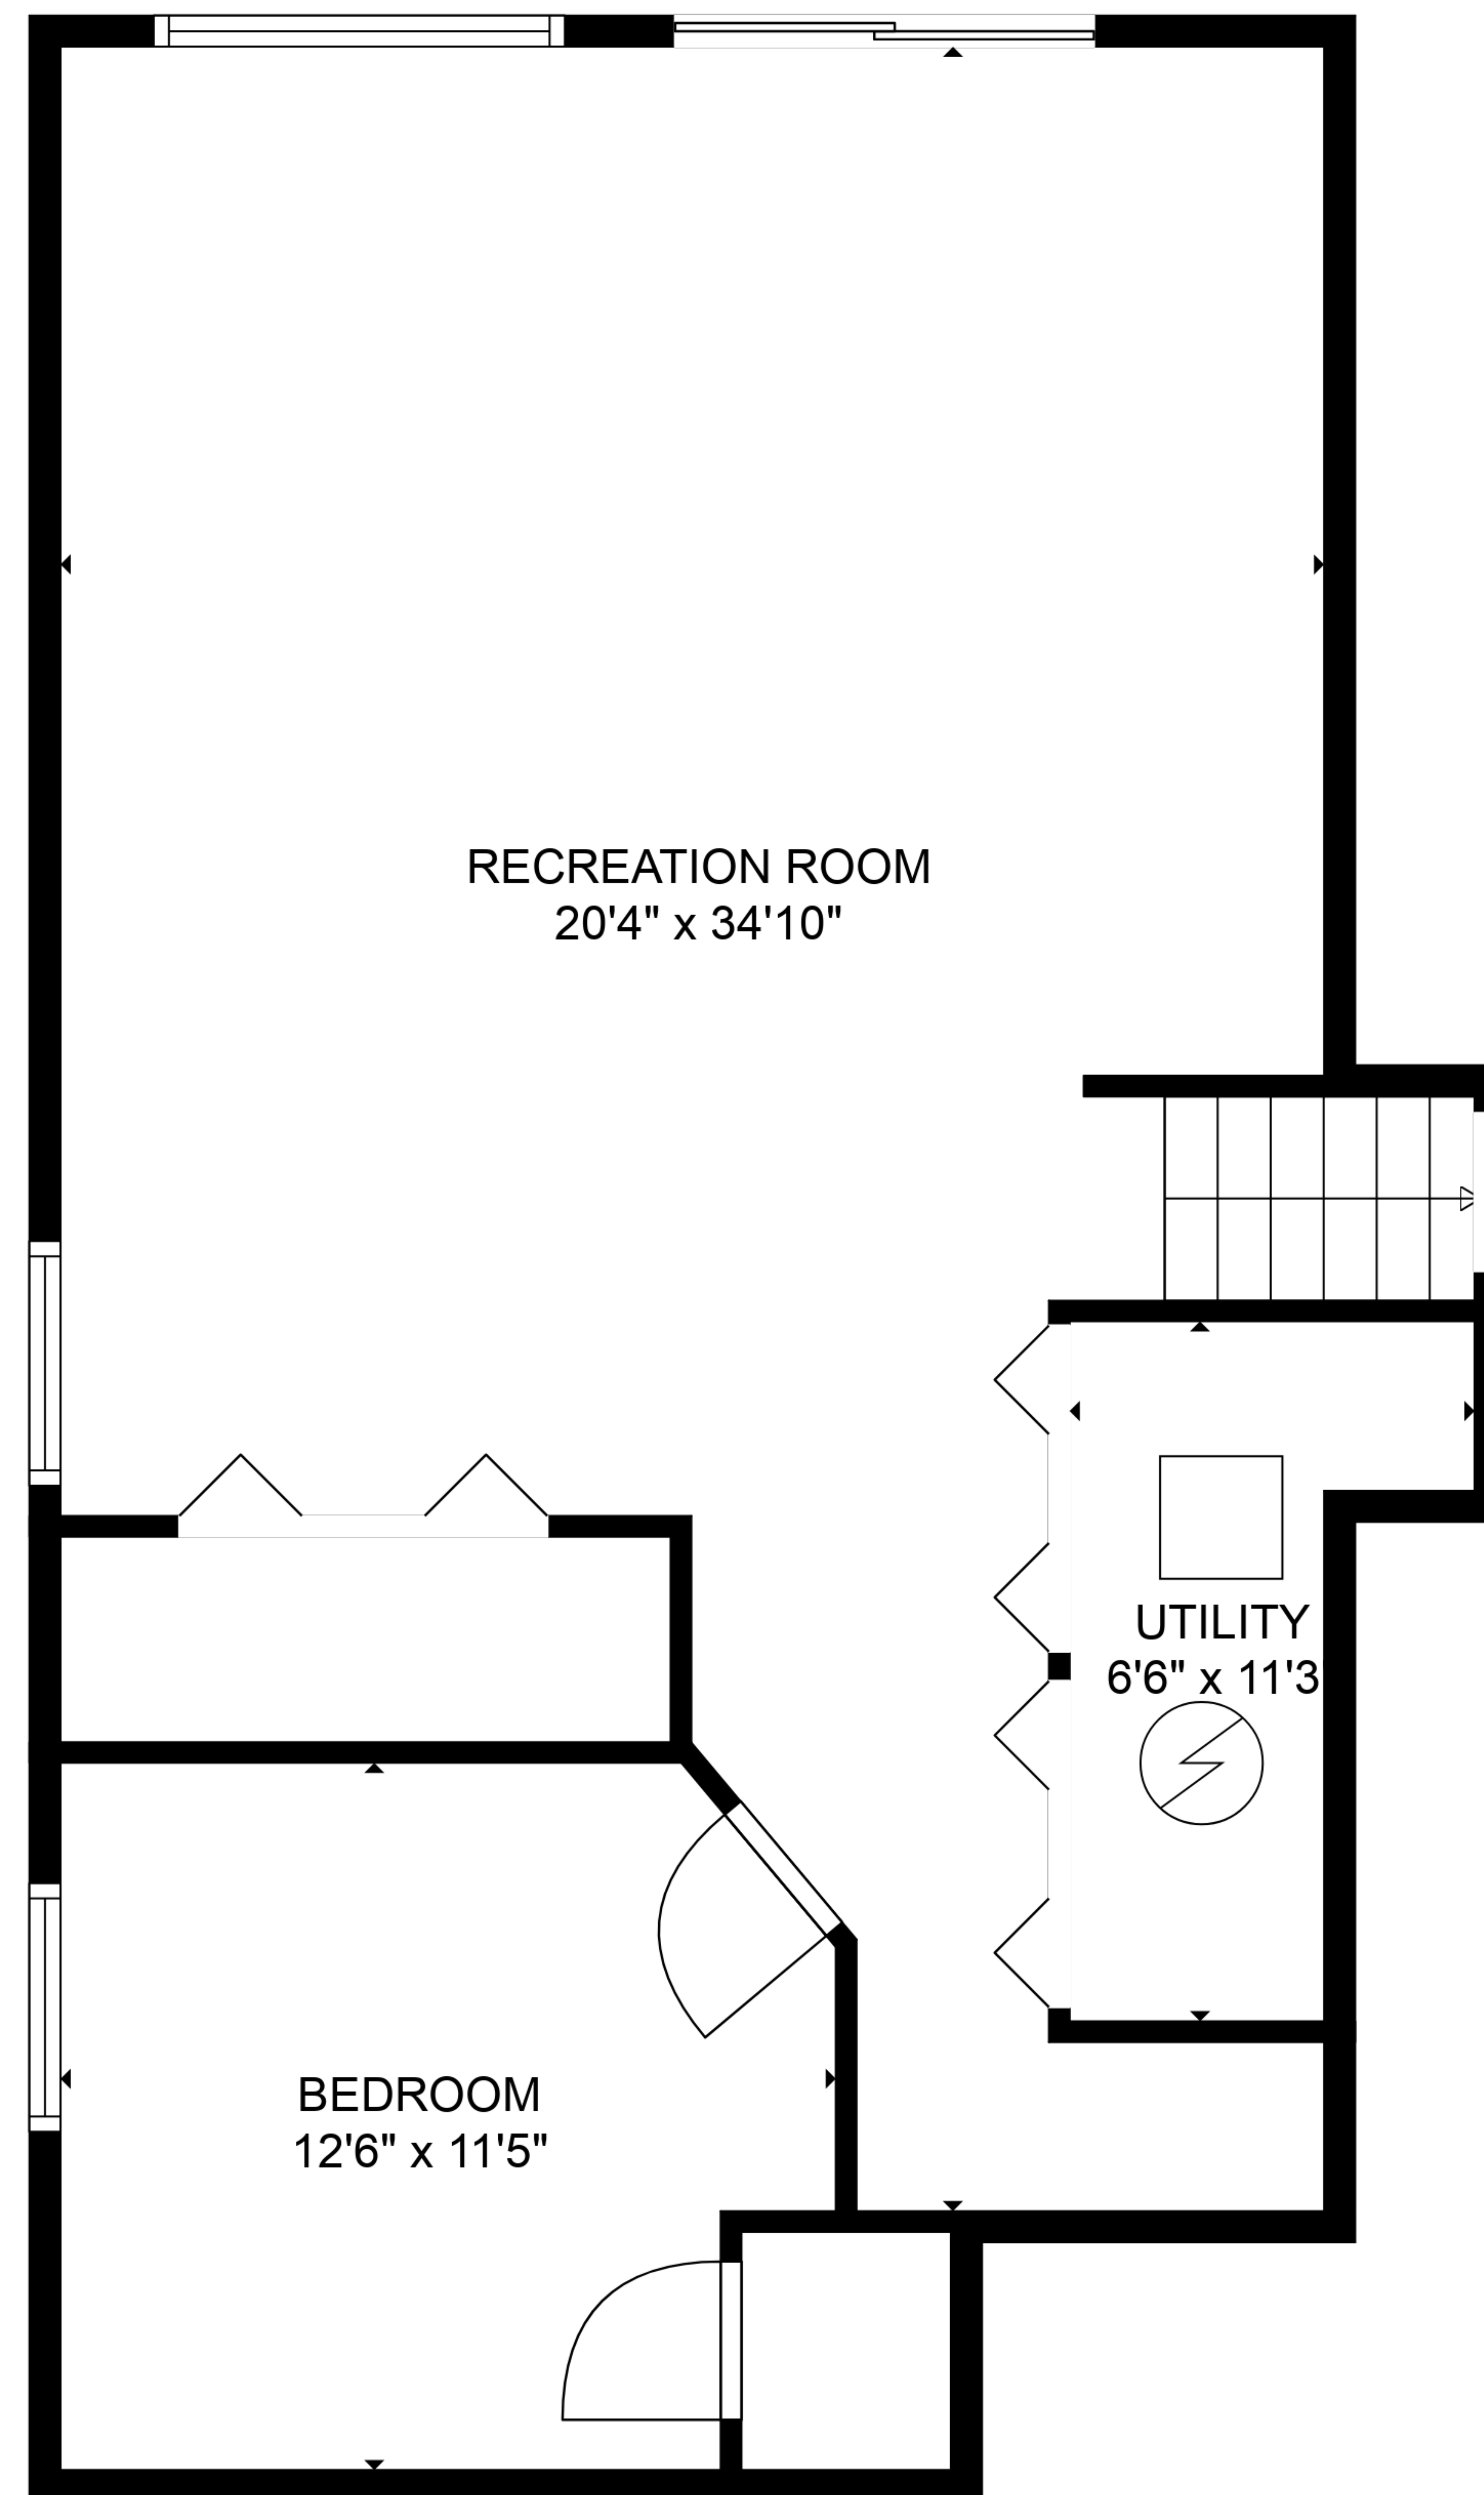 RECREATION ROOM
20'4" x 34'10"
UTILITY
6'6" x 11'3
BEDROOM
12'6" x 11'5"